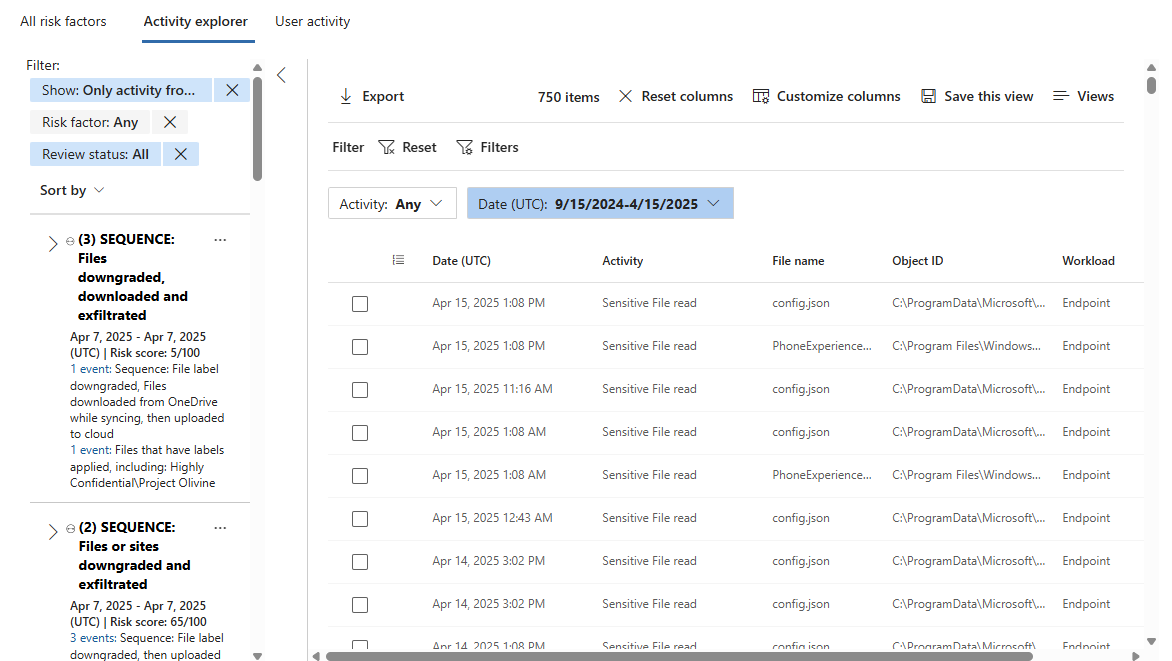 All risk factors Activity explorer User activity
Filter:
Show: Only activity fro...
Risk factor: Any
Review status: All
Sort by
(3) SEQUENCE:
Files
downgraded,
downloaded and
exfiltrated
Apr 7, 2025 - Apr 7, 2025
(UTC) | Risk score: 5/100
1 event: Sequence: File label
downgraded, Files
downloaded from OneDrive
while syncing, then uploaded
to cloud
1 event: Files that have labels
applied, including: Highly
Confidential\Project Olivine
(2) SEQUENCE:
Files or sites
downgraded and
exfiltrated
Apr 7, 2025 - Apr 7, 2025
(UTC) | Risk score: 65/100
3 events: Sequence: File label
downgraded, then uploaded
Export 750 items Reset columns Customize columns Save this view Views
Filter Reset Filters
Activity: Any Date (UTC): 9/15/2024-4/15/2025
Date (UTC) Activity File name Object ID Workload
Apr 15, 2025 1:08 PM Sensitive File read config.json C:\ProgramData\Microsoft\... Endpoint
Apr 15, 2025 1:08 PM Sensitive File read PhoneExperience... C:\Program Files\Windows... Endpoint
Apr 15, 2025 11:16 AM Sensitive File read config.json C:\ProgramData\Microsoft\... Endpoint
Apr 15, 2025 1:08 AM Sensitive File read config.json C:\ProgramData\Microsoft\... Endpoint
Apr 15, 2025 1:08 AM Sensitive File read PhoneExperience... C:\Program Files\Windows... Endpoint
Apr 15, 2025 12:43 AM Sensitive File read config.json C:\ProgramData\Microsoft\... Endpoint
Apr 14, 2025 3:02 PM Sensitive File read config.json C:\ProgramData\Microsoft\... Endpoint
Apr 14, 2025 3:02 PM Sensitive File read config.json C:\ProgramData\Microsoft\... Endpoint
Apr 14, 2025 1:08 PM Sensitive File read config.json C:\ProgramData\Microsoft\... Endpoint